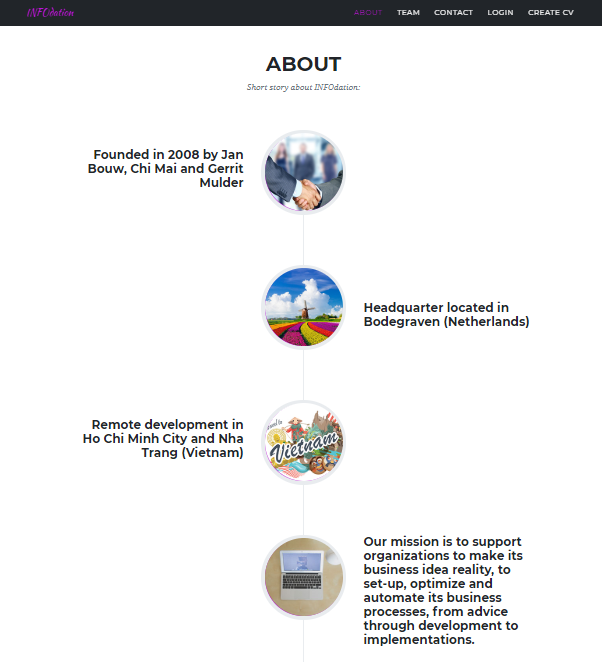 INFOdation
ABOUT TEAM CONTACT LOGIN CREATE CV
ABOUT
Short story about INFOdation:
Founded in 2008 by Jan
Bouw, Chi Mai and Gerrit
Mulder
Headquarter located in
Bodegraven (Netherlands)
Remote development in
Ho Chi Minh City and Nha
Trang (Vietnam)
Vietnam
Our mission is to support
organizations to make its
business idea reality, to
set-up, optimize and
automate its business
processes, from advice
through development to
implementations.